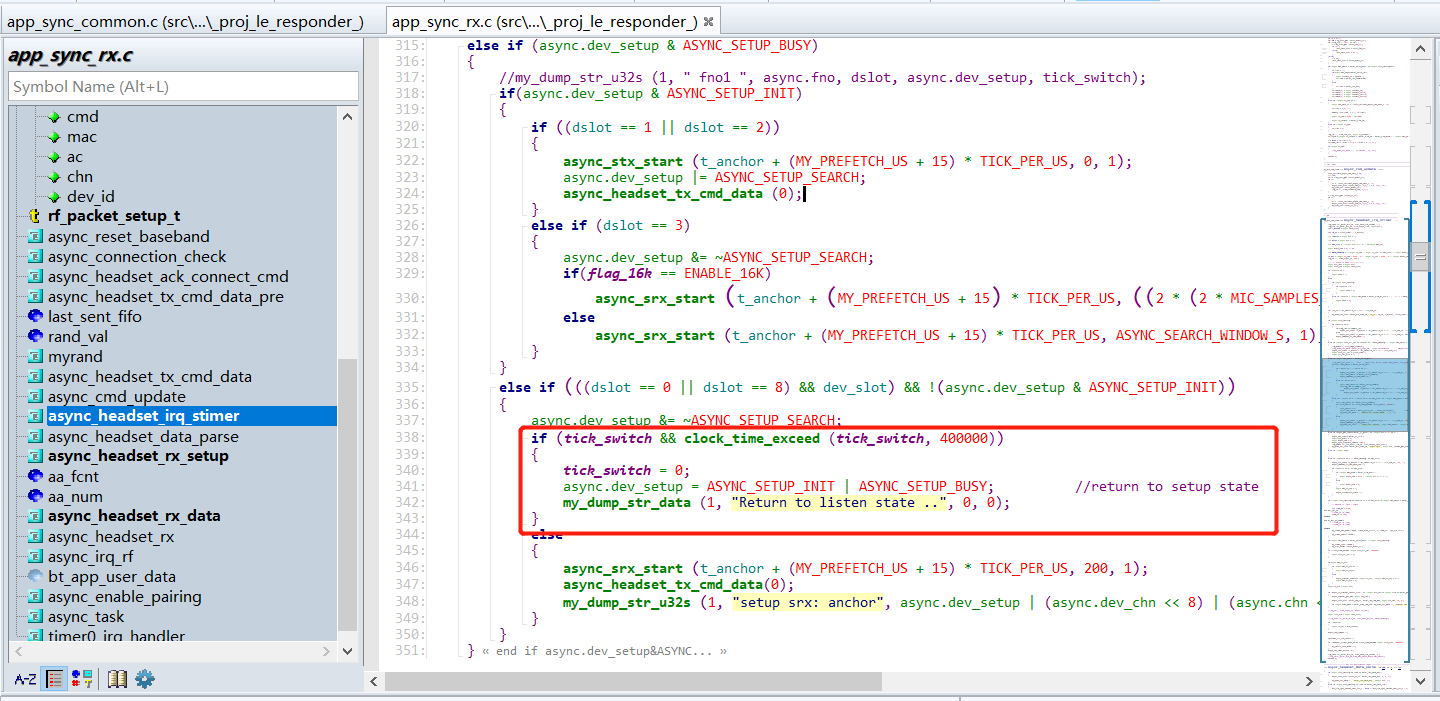 app_sync_common.c (src\...\_proj_le_responder_)
app_sync_rx.c (src\...\_proj_le_responder_)
app_sync_rx.c
Symbol Name (Alt+L)
cmd
mac
ac
chn
dev_id
rf_packet_setup_t
async_reset_baseband
async_connection_check
async_headset_ack_connect_cmd
async_headset_tx_cmd_data_pre
last_sent_fifo
rand_val
myrand
async_headset_tx_cmd_data
async_cmd_update
async_headset_irq_stimer
async_headset_data_parse
async_headset_rx_setup
aa_fcnt
aa_num
async_headset_rx_data
async_headset_rx
async_irq_rf
bt_app_user_data
async_enable_pairing
async_task
timer0_irq_handler
A-Z
315: else if (async.dev_setup & ASYNC_SETUP_BUSY)
316: {
317: //my_dump_str_u32s (1, " fno1 ", async.fno, dslot, async.dev_setup, tick_switch);
318: if(async.dev_setup & ASYNC_SETUP_INIT)
319: {
320: if ((dslot == 1 || dslot == 2))
321: {
322: async_stx_start (t_anchor + (MY_PREFETCH_US + 15) * TICK_PER_US, 0, 1);
323: async.dev_setup |= ASYNC_SETUP_SEARCH;
324: async_headset_tx_cmd_data (0);
325: }
326: else if (dslot == 3)
327: {
328: async.dev_setup &= ~ASYNC_SETUP_SEARCH;
329: if(flag_16k == ENABLE_16K)
330: async_srx_start (t_anchor + (MY_PREFETCH_US + 15) * TICK_PER_US, ((2 * (2 * MIC_SAMPLES_
331: else
332: async_srx_start (t_anchor + (MY_PREFETCH_US + 15) * TICK_PER_US, ASYNC_SEARCH_WINDOW_S, 1)
333: }
334: }
335: else if (((dslot == 0 || dslot == 8) && dev_slot) && !(async.dev_setup & ASYNC_SETUP_INIT))
336: {
337: async.dev_setup &= ~ASYNC_SETUP_SEARCH;
338: if (tick_switch && clock_time_exceed (tick_switch, 400000))
339: {
340: tick_switch = 0;
341: async.dev_setup = ASYNC_SETUP_INIT | ASYNC_SETUP_BUSY; //return to setup state
342: my_dump_str_data (1, "Return to listen state ..", 0, 0);
343: }
344: else
345: {
346: async_srx_start (t_anchor + (MY_PREFETCH_US + 15) * TICK_PER_US, 200, 1);
347: async_headset_tx_cmd_data(0);
348: my_dump_str_u32s (1, "setup srx: anchor", async.dev_setup | (async.dev_chn << 8) | (async.chn <
349: }
350: }
351: } « end if async.dev_setup&ASYNC... »